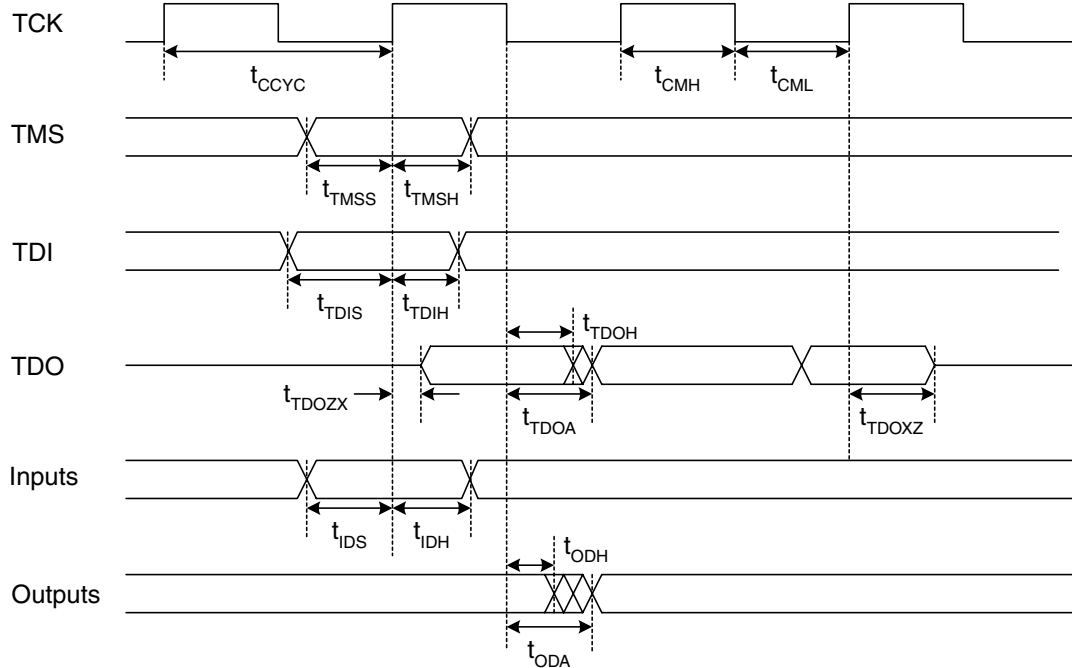 TCK
tCCYC
tCMH
tCML
TMS
tTMSS
tTMSH
TDI
tTDIS
tTDIH
tTDOH
TDO
tTDOZX
tTDOA
tTDOXZ
Inputs
tIDS
tIDH
tODH
Outputs
tODA